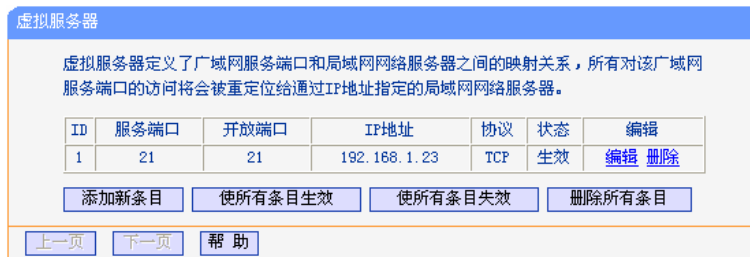 虚拟服务器
虚拟服务器定义了广域网服务端口和局域网网络服务器之间的映射关系，所有对该广域网
服务端口的访问将会被重定位给通过IP地址指定的局域网网络服务器。
ID 服务端口 开放端口 IP地址 协议 状态 编辑
1 21 21 192.168.1.23 TCP 生效 编辑 删除
添加新条目 使所有条目生效 使所有条目失效 删除所有条目
上一页 下一页 帮 助